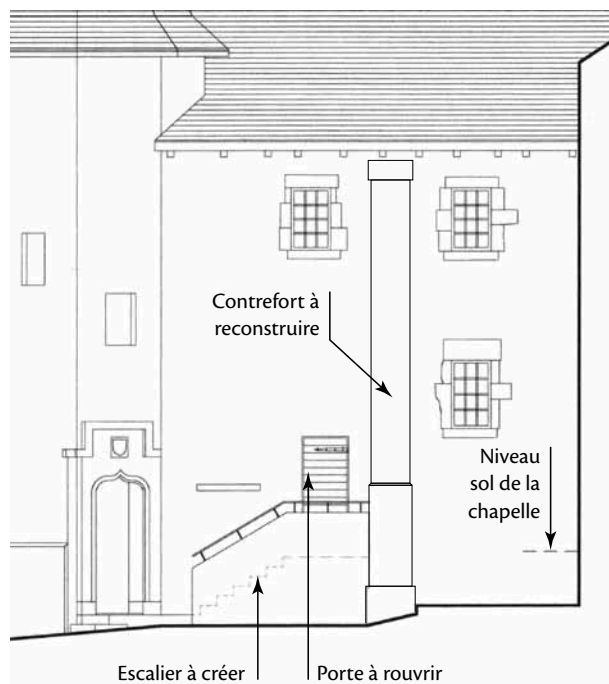 Contrefort à
reconstruire
Niveau
sol de la
chapelle
Escalier à créer
Porte à rouvrir